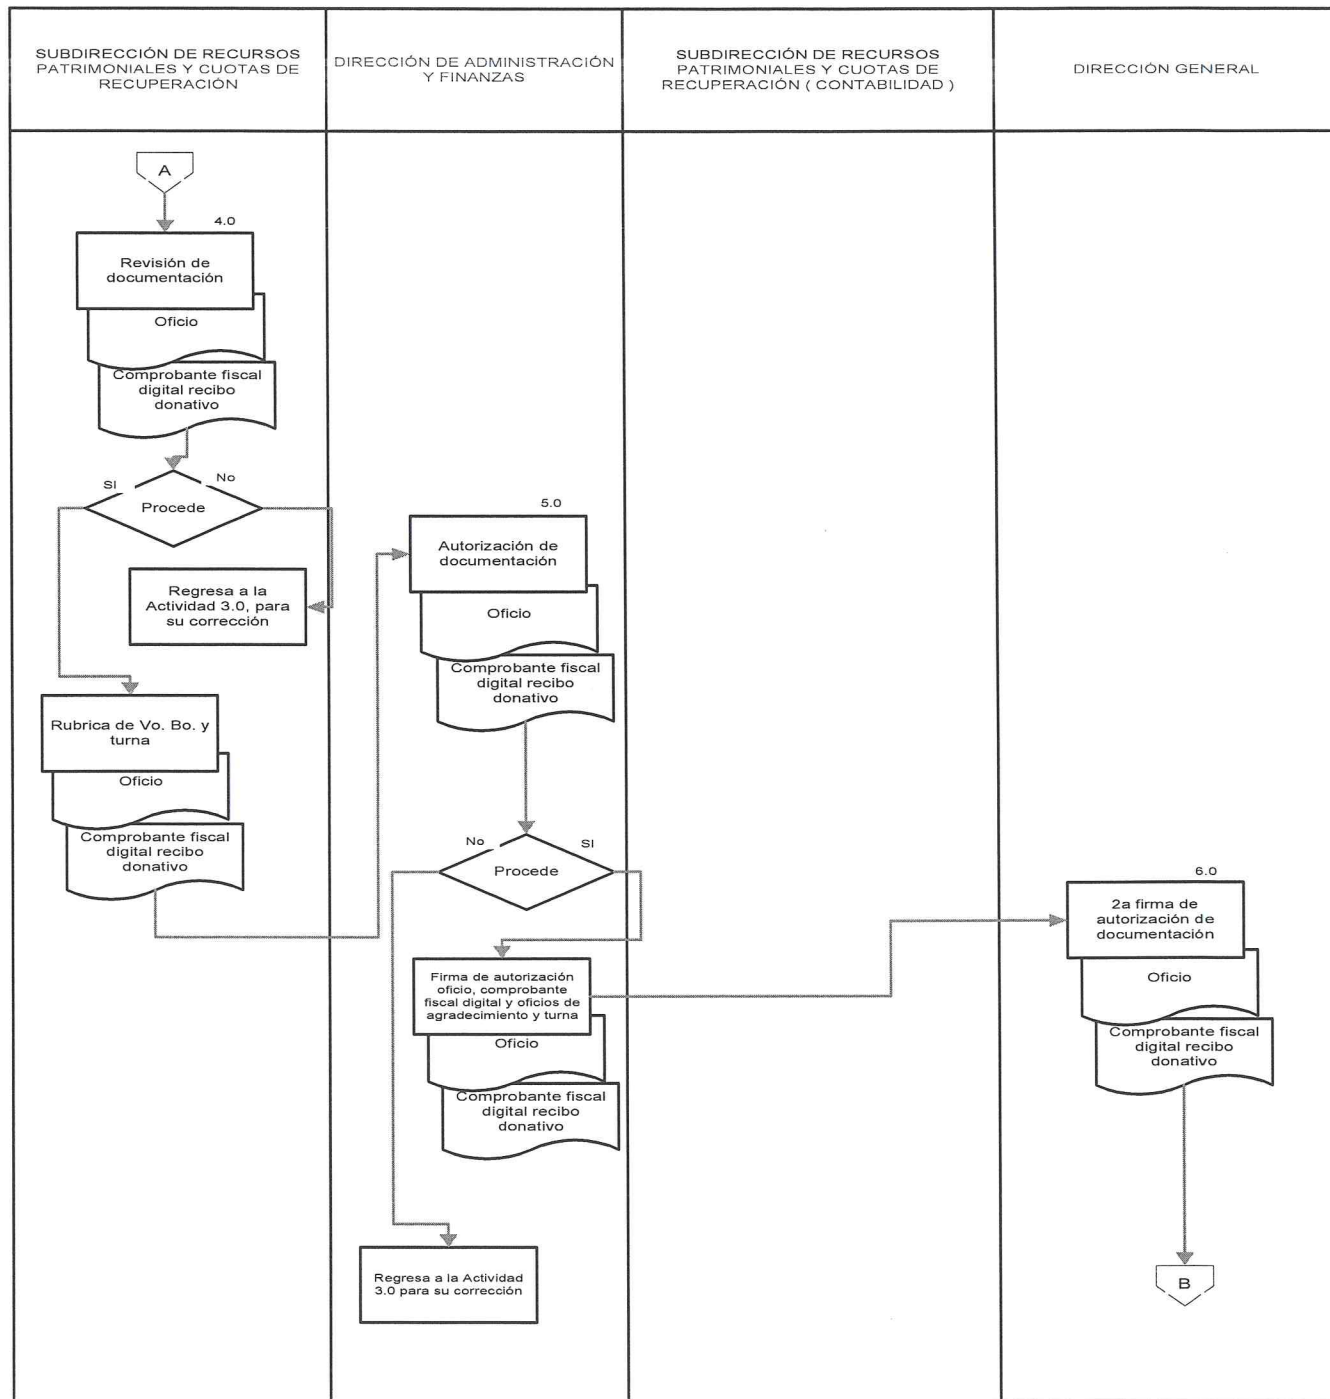 SUBDIRECCIÓN DE RECURSOS
PATRIMONIALES Y CUOTAS DE
RECUPERACIÓN
DIRECCIÓN DE ADMINISTRACIÓN
Y FINANZAS
SUBDIRECCIÓN DE RECURSOS
PATRIMONIALES Y CUOTAS DE
RECUPERACIÓN ( CONTABILIDAD )
DIRECCIÓN GENERAL
A
4.0
Revisión de
documentación
Oficio
Comprobante fiscal
digital recibo
donativo
SI
No
Procede
Regresa a la
Actividad 3.0, para
su corrección
Rubrica de Vo. Bo. y
turna
Oficio
Comprobante fiscal
digital recibo
donativo
5.0
Autorización de
documentación
Oficio
Comprobante fiscal
digital recibo
donativo
No
SI
Procede
Firma de autorización
oficio, comprobante
fiscal digital y oficios de
agradecimiento y turna
Oficio
Comprobante fiscal
digital recibo
donativo
Regresa a la Actividad
3.0 para su corrección
6.0
2a firma de
autorización de
documentación
Oficio
Comprobante fiscal
digital recibo
donativo
B